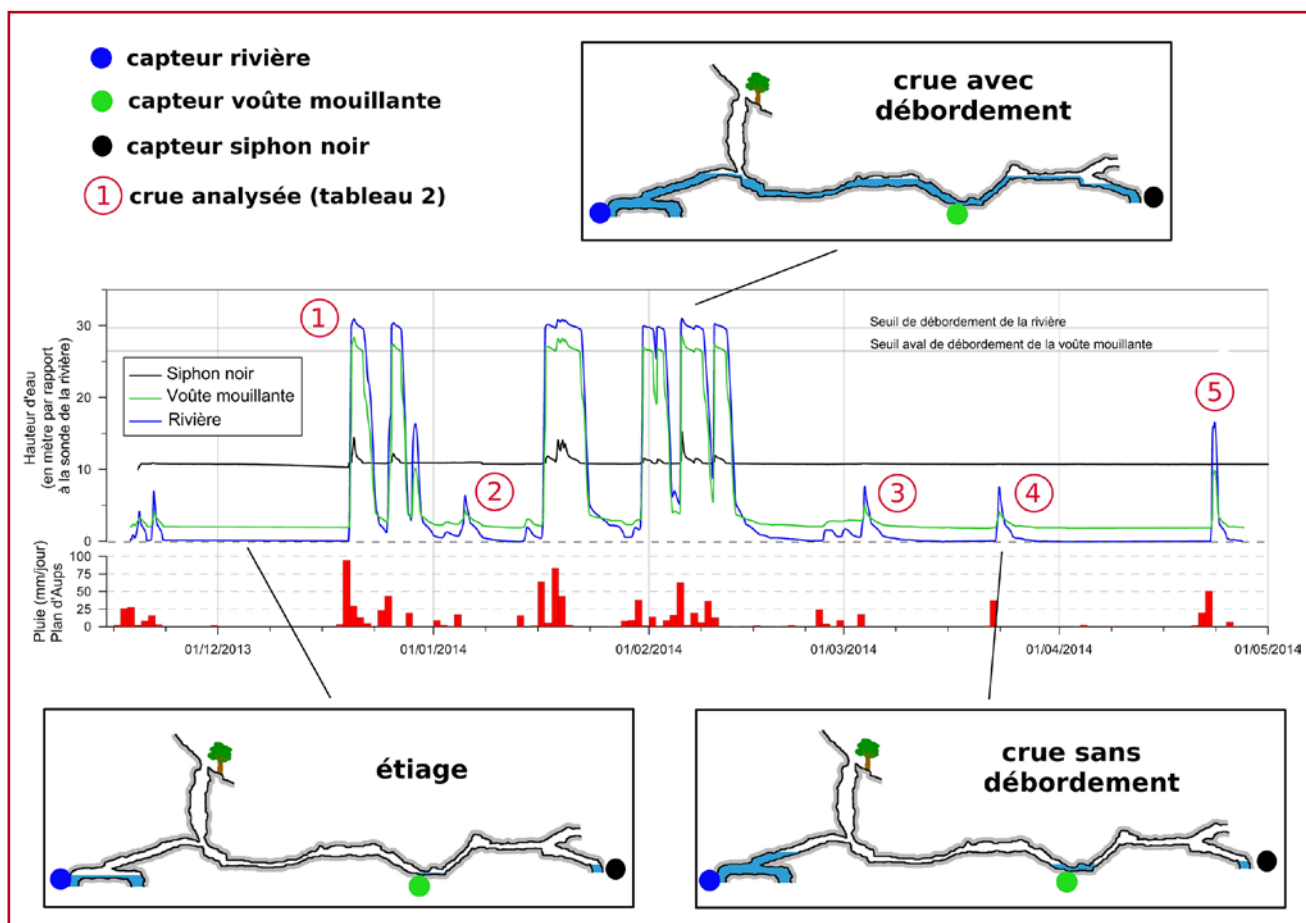 capteur rivière
capteur voûte mouillante
capteur siphon noir
1 crue analysée (tableau 2)
crue avec
débordement
Hauteur d'eau
(en mètre par rapport
à la sonde de la rivière)
30
20
10
0
1
2
3
4
5
Seuil de débordement de la rivière
Seuil aval de débordement de la voûte mouillante
Siphon noir
Voûte mouillante
Rivière
Pluie (mm/jour)
Plan d'Aups
100
75
50
25
0
01/12/2013
01/01/2014
01/02/2014
01/03/2014
01/04/2014
01/05/2014
étiage
crue sans
débordement